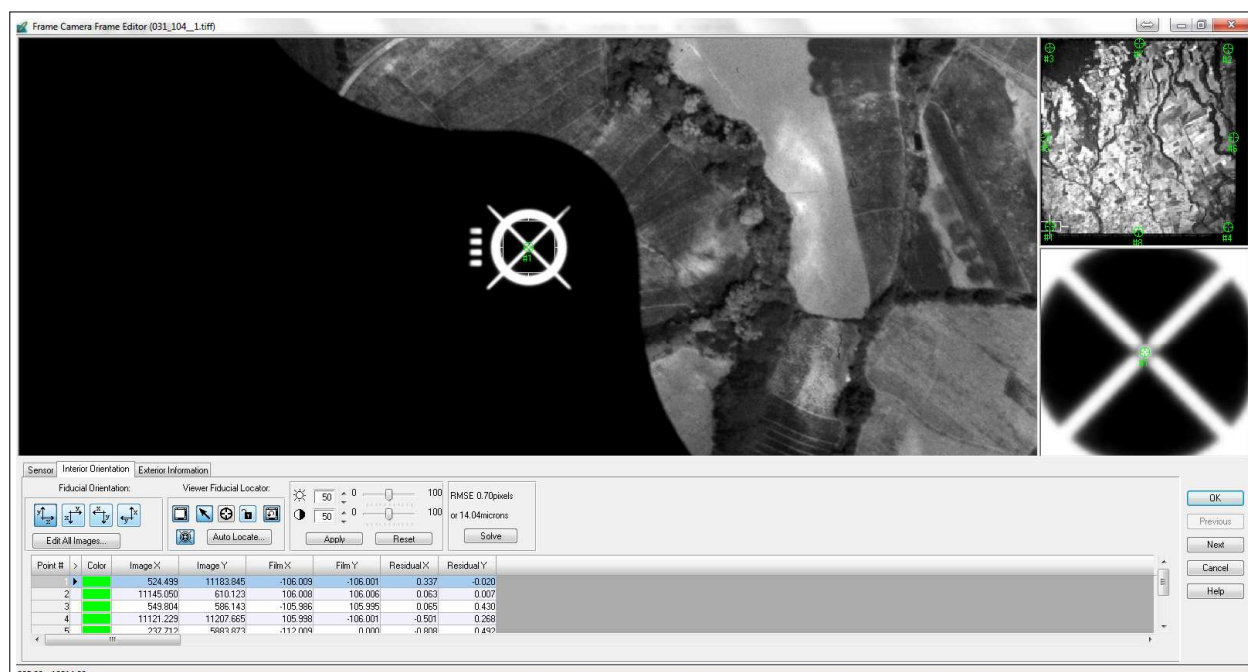 Frame Camera Frame Editor (031_104__1.tiff)
#1
#3
#2
#6
#4
#8
#1
Sensor Interior Orientation Exterior Information
Fiducial Orientation: Viewer Fiducial Locator:
50 0 100
50 0 100
RMSE 0.70pixels
or 14.04microns
Edit All Images... Auto Locate... Apply Reset Solve
OK
Previous
Next
Cancel
Help
Point # > Color Image X Image Y Film X Film Y Residual X Residual Y
1 524.499 11183.845 -106.009 -106.001 0.337 -0.020
2 11145.050 610.123 106.008 106.006 0.063 0.007
3 549.804 586.143 -105.986 105.995 0.065 0.430
4 11121.229 11207.665 105.998 -106.001 -0.501 0.268
5 237.712 5883.873 -112.009 0.000 -0.808 0.492